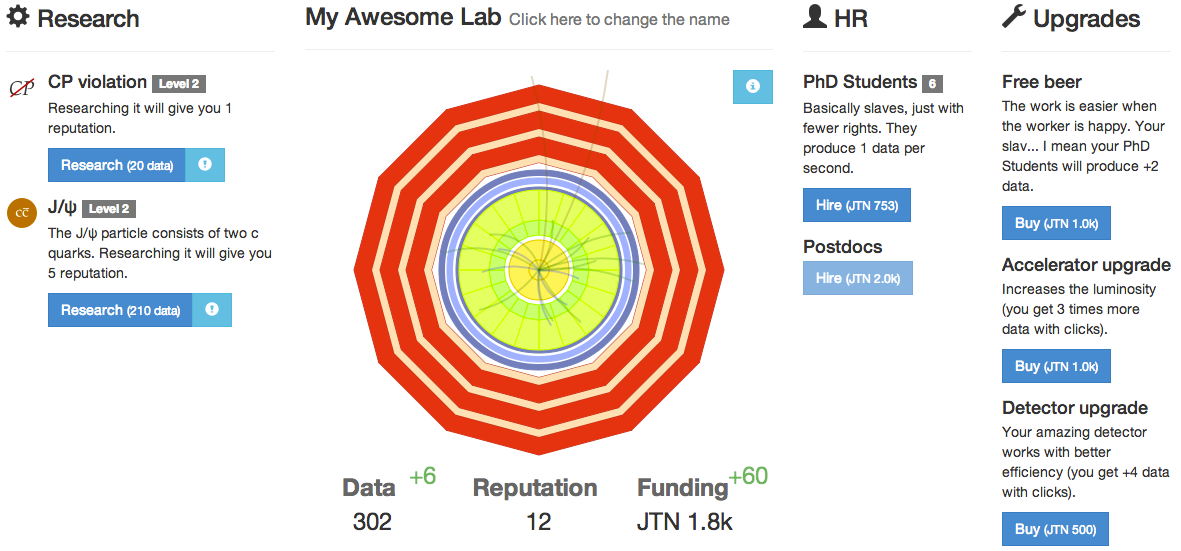 Research
CP violation Level 2
Researching it will give you 1
reputation.
Research (20 data)
J/ψ Level 2
The J/ψ particle consists of two c
quarks. Researching it will give you
5 reputation.
Research (210 data)
My Awesome Lab Click here to change the name
Data +6
302
Reputation
12
Funding +60
JTN 1.8k
HR
PhD Students 6
Basically slaves, just with
fewer rights. They
produce 1 data per
second.
Hire (JTN 753)
Postdocs
Hire (JTN 2.0k)
Upgrades
Free beer
The work is easier when
the worker is happy. Your
slav... I mean your PhD
Students will produce +2
data.
Buy (JTN 1.0k)
Accelerator upgrade
Increases the luminosity
(you get 3 times more
data with clicks).
Buy (JTN 1.0k)
Detector upgrade
Your amazing detector
works with better
efficiency (you get +4 data
with clicks).
Buy (JTN 500)